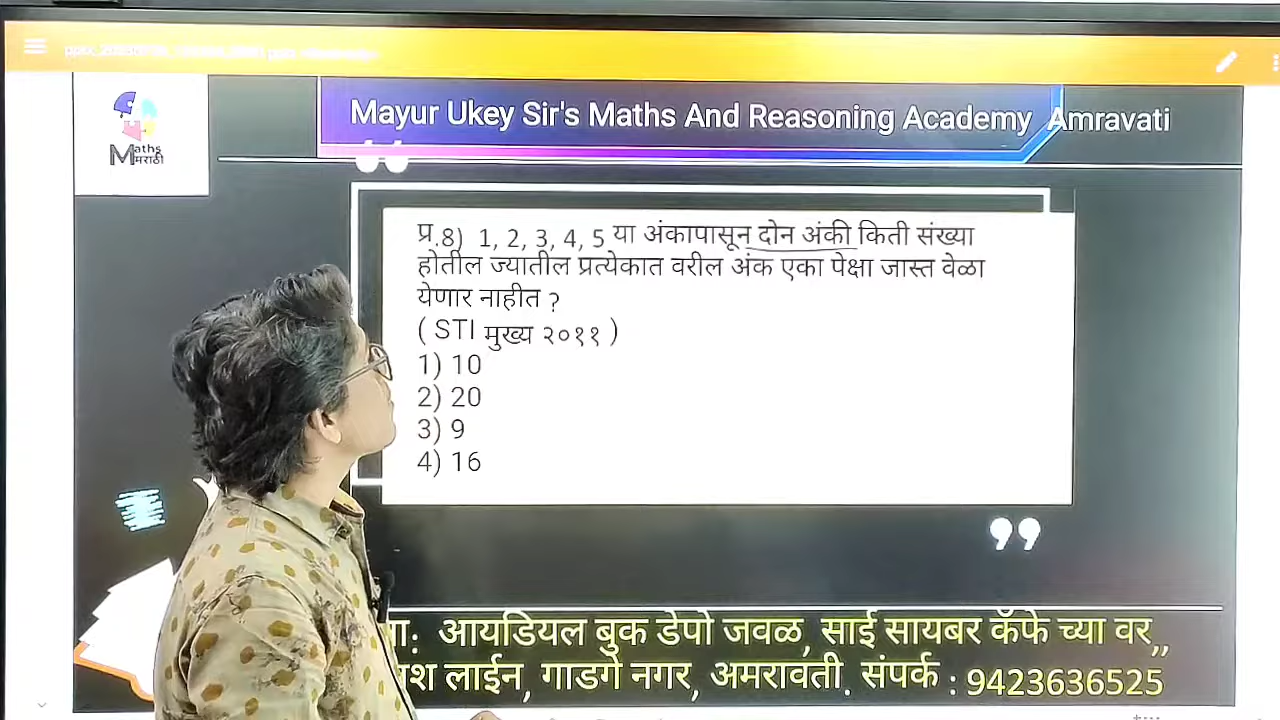 Mayur Ukey Sir's Maths And Reasoning Academy Amravati
Maths
मराठी
प्र.8) 1, 2, 3, 4, 5 या अंकापासून दोन अंकी किती संख्या
होतील ज्यातील प्रत्येकात वरील अंक एका पेक्षा जास्त वेळा
येणार नाहीत ?
( STI मुख्य २०११ )
1) 10
2) 20
3) 9
4) 16
आयडियल बुक डेपो जवळ, साई सायबर कॅफे च्या वर,,
लाईन, गाडगे नगर, अमरावती. संपर्क : 9423636525